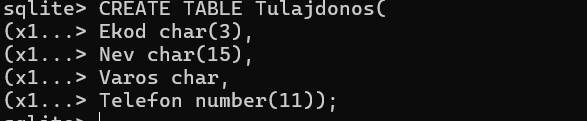 sqlite> CREATE TABLE Tulajdonos(
(x1...> Ekod char(3),
(x1...> Nev char(15),
(x1...> Varos char,
(x1...> Telefon number(11));
sqlite>